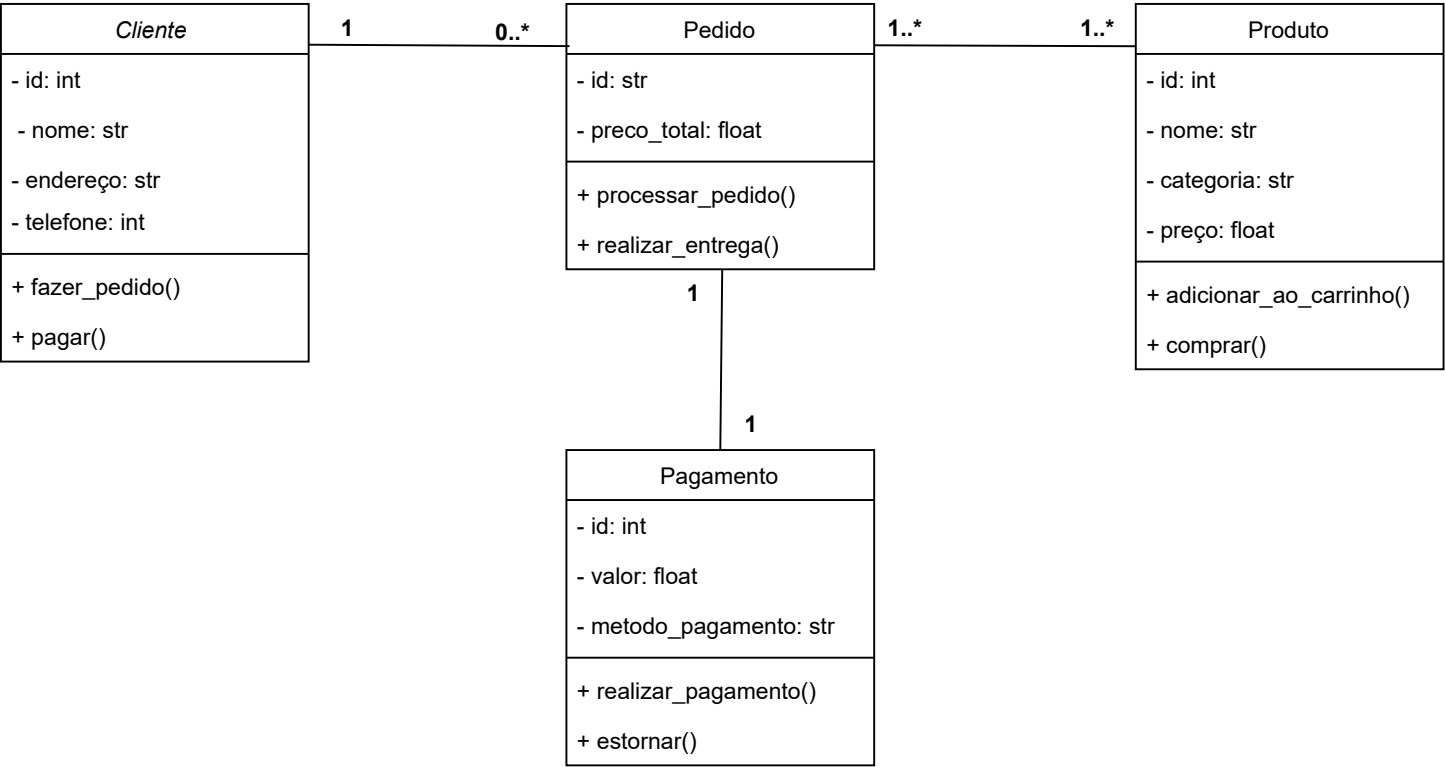 Cliente
- id: int
- nome: str
- endereço: str
- telefone: int
+ fazer_pedido()
+ pagar()
1
0..*
Pedido
- id: str
- preco_total: float
+ processar_pedido()
+ realizar_entrega()
1..*
1..*
Produto
- id: int
- nome: str
- categoria: str
- preço: float
+ adicionar_ao_carrinho()
+ comprar()
1
1
Pagamento
- id: int
- valor: float
- metodo_pagamento: str
+ realizar_pagamento()
+ estornar()